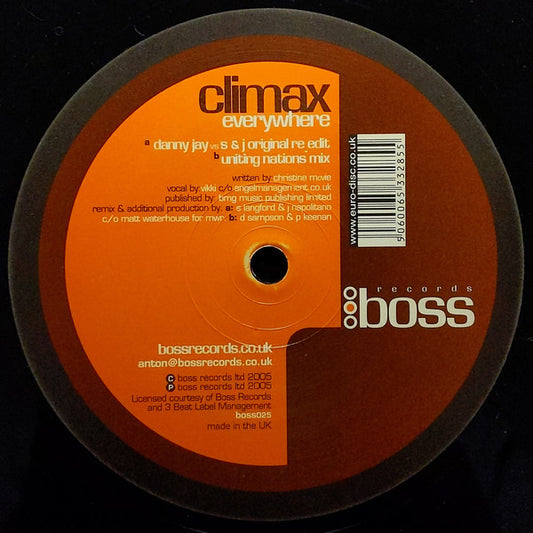 climax
everywhere
a danny jay vs s & j original re edit
b uniting nations mix
written by:christine mcvie
vocal by:vikki c/o engelmanagement.co.uk
published by: bmg music publishing limited
remix & additional production by: a: s langford & j napolitano
c/o matt waterhouse for mwr. b: d sampson & p keenan
www.euro-disc.co.uk
5060065332855
records
boss
bossrecords.co.uk
anton@bossrecords.co.uk
C boss records ltd 2005
P boss records ltd 2005
Licensed courtesy of Boss Records
and 3 Beat Label Management
boss025
made in the UK